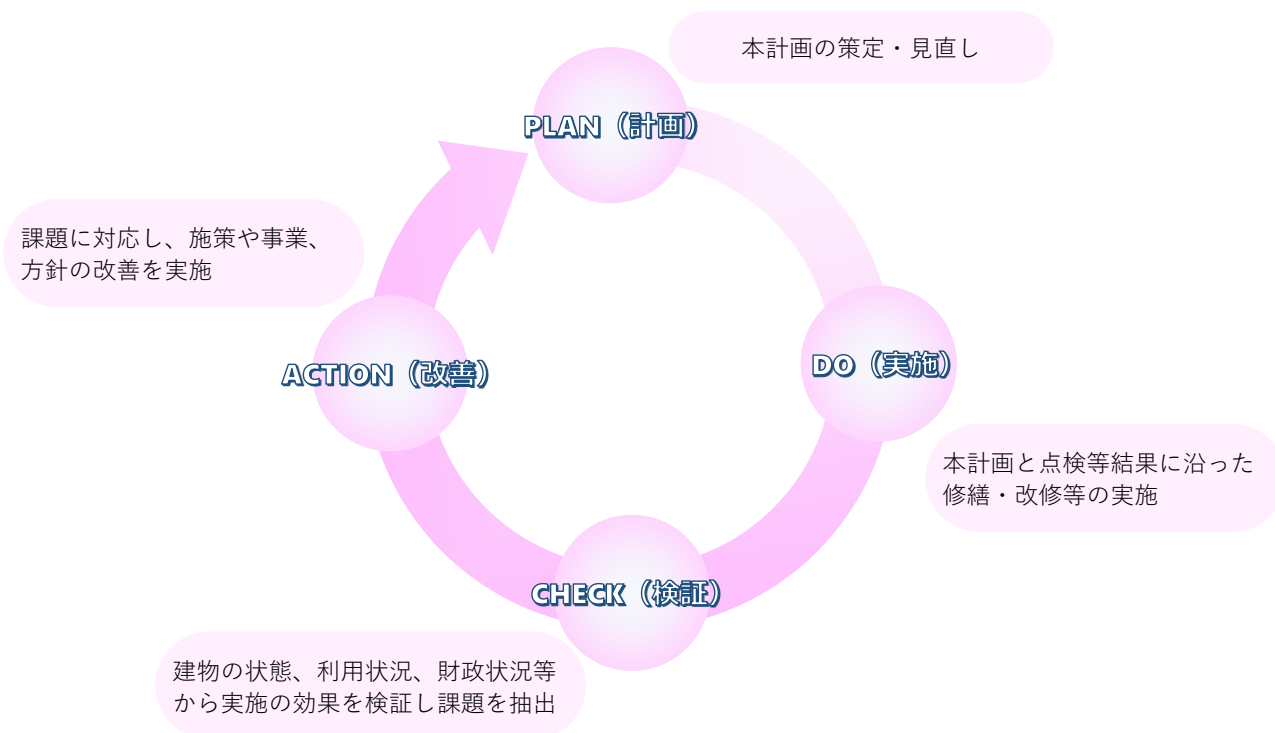 本計画の策定・見直し
PLAN（計画）
課題に対応し、施策や事業、
方針の改善を実施
ACTION（改善）
DO（実施）
本計画と点検等結果に沿った
修繕・改修等の実施
CHECK（検証）
建物の状態、利用状況、財政状況等
から実施の効果を検証し課題を抽出